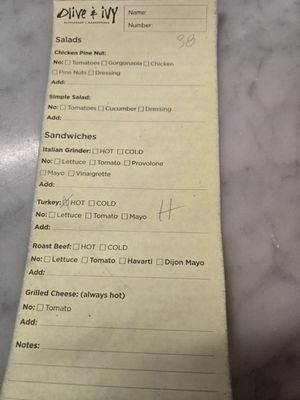 Olive & Ivy
RESTAURANT + MARKETPLACE
Name:
Number:
38
Salads
Chicken Pine Nut:
No: ☐ Tomatoes ☐ Gorgonzola ☐ Chicken
☐ Pine Nuts ☐ Dressing
Add:
Simple Salad:
No: ☐ Tomatoes ☐ Cucumber ☐ Dressing
Add:
Sandwiches
Italian Grinder: ☐ HOT ☐ COLD
No: ☐ Lettuce ☐ Tomato ☐ Provolone
☐ Mayo ☐ Vinaigrette
Add:
Turkey: ☒ HOT ☐ COLD
No: ☐ Lettuce ☐ Tomato ☐ Mayo
H
Add:
Roast Beef: ☐ HOT ☐ COLD
No: ☐ Lettuce ☐ Tomato ☐ Havarti ☐ Dijon Mayo
Add:
Grilled Cheese: (always hot)
No: ☐ Tomato
Add:
Notes: